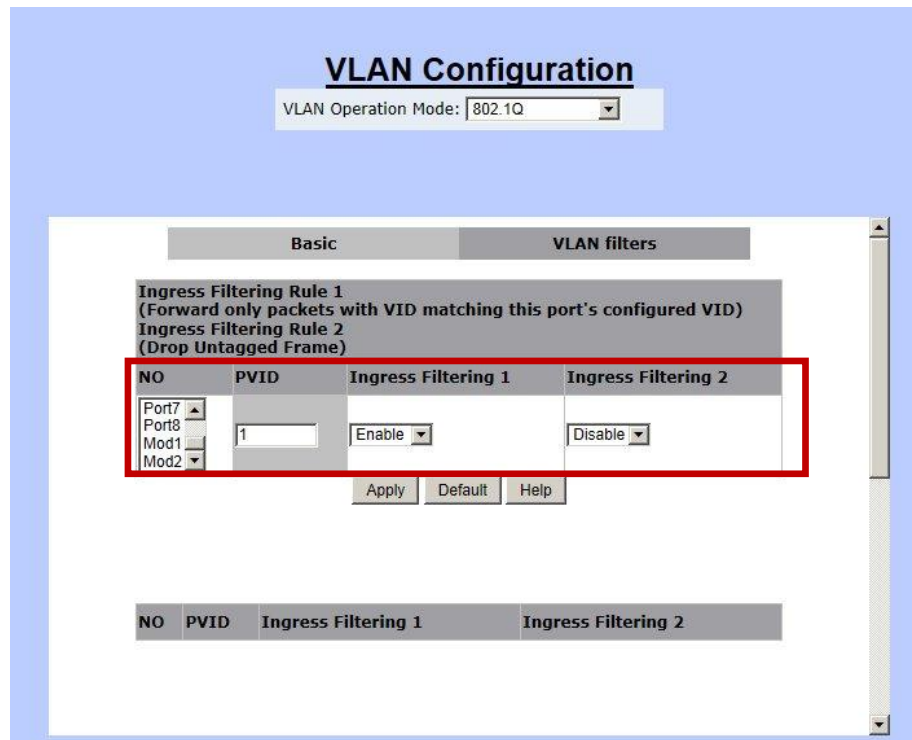 VLAN Configuration
VLAN Operation Mode: 802.1Q
Basic VLAN filters
Ingress Filtering Rule 1
(Forward only packets with VID matching this port's configured VID)
Ingress Filtering Rule 2
(Drop Untagged Frame)
NO PVID Ingress Filtering 1 Ingress Filtering 2
Port7
Port8
Mod1
Mod2
1 Enable Disable
Apply Default Help
NO PVID Ingress Filtering 1 Ingress Filtering 2